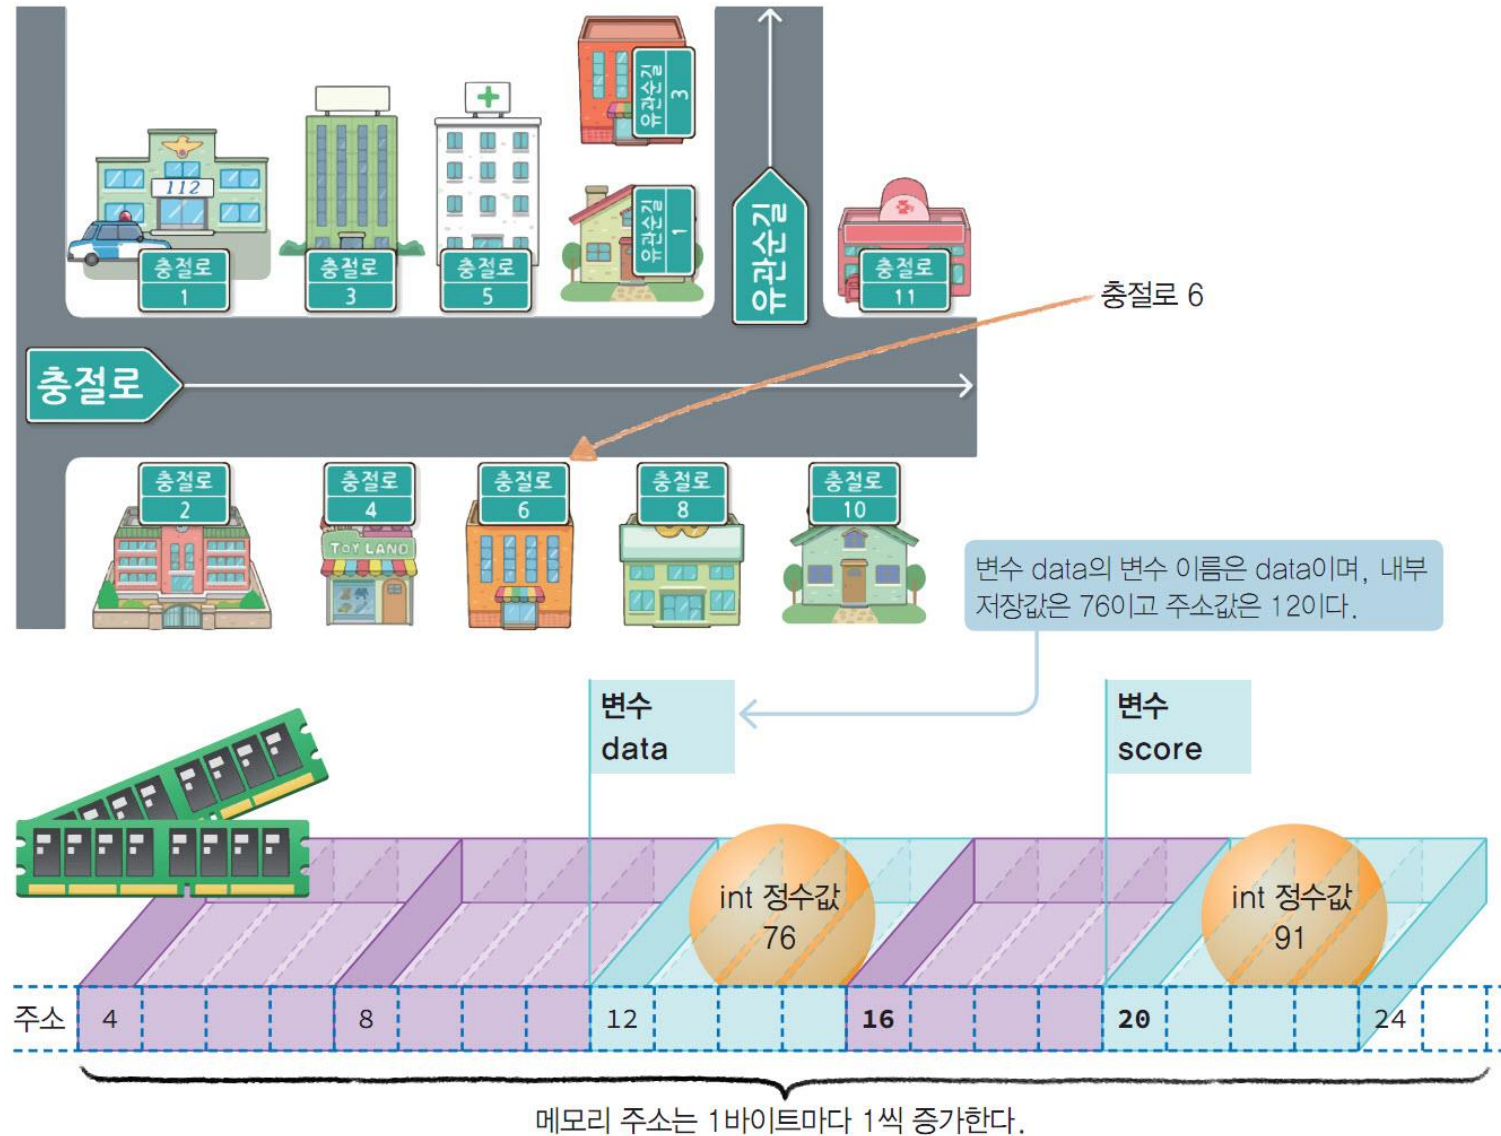 유관순길
3
112
유관순길
1
유관순길
충절로
1
충절로
3
충절로
5
충절로
11
충절로 6
충절로
충절로
2
충절로
4
충절로
6
충절로
8
충절로
10
TOY LAND
변수 data의 변수 이름은 data이며, 내부
저장값은 76이고 주소값은 12이다.
변수
data
변수
score
int 정수값
76
int 정수값
91
주소 4 8 12 16 20 24
메모리 주소는 1바이트마다 1씩 증가한다.